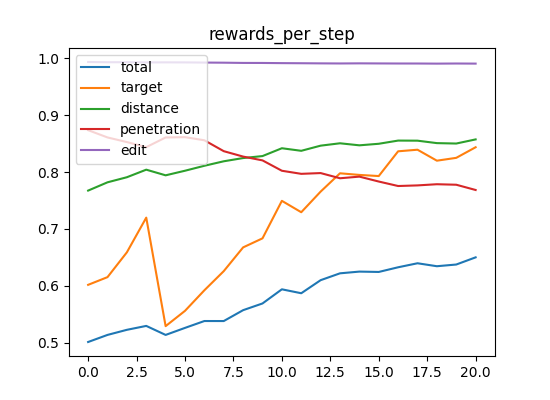 rewards_per_step
1.0
0.9
0.8
0.7
0.6
0.5
total
target
distance
penetration
edit
0.0 2.5 5.0 7.5 10.0 12.5 15.0 17.5 20.0